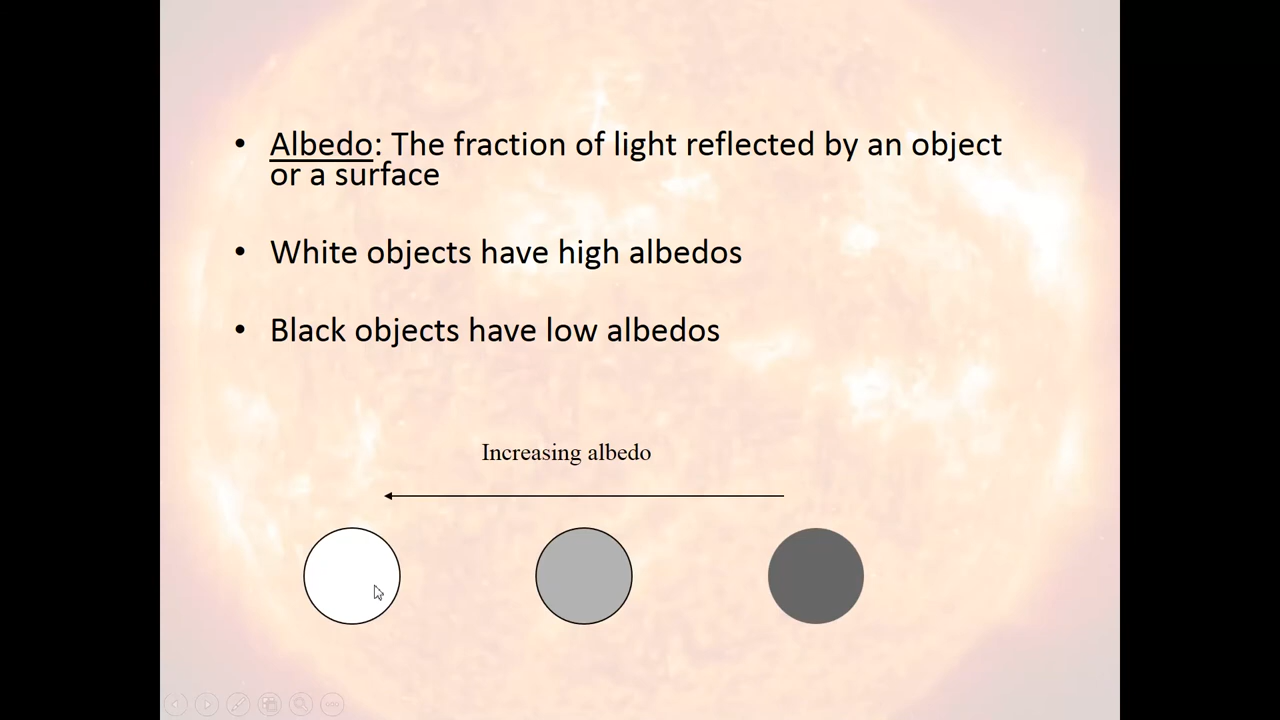 • Albedo: The fraction of light reflected by an object
or a surface
• White objects have high albedos
• Black objects have low albedos
Increasing albedo